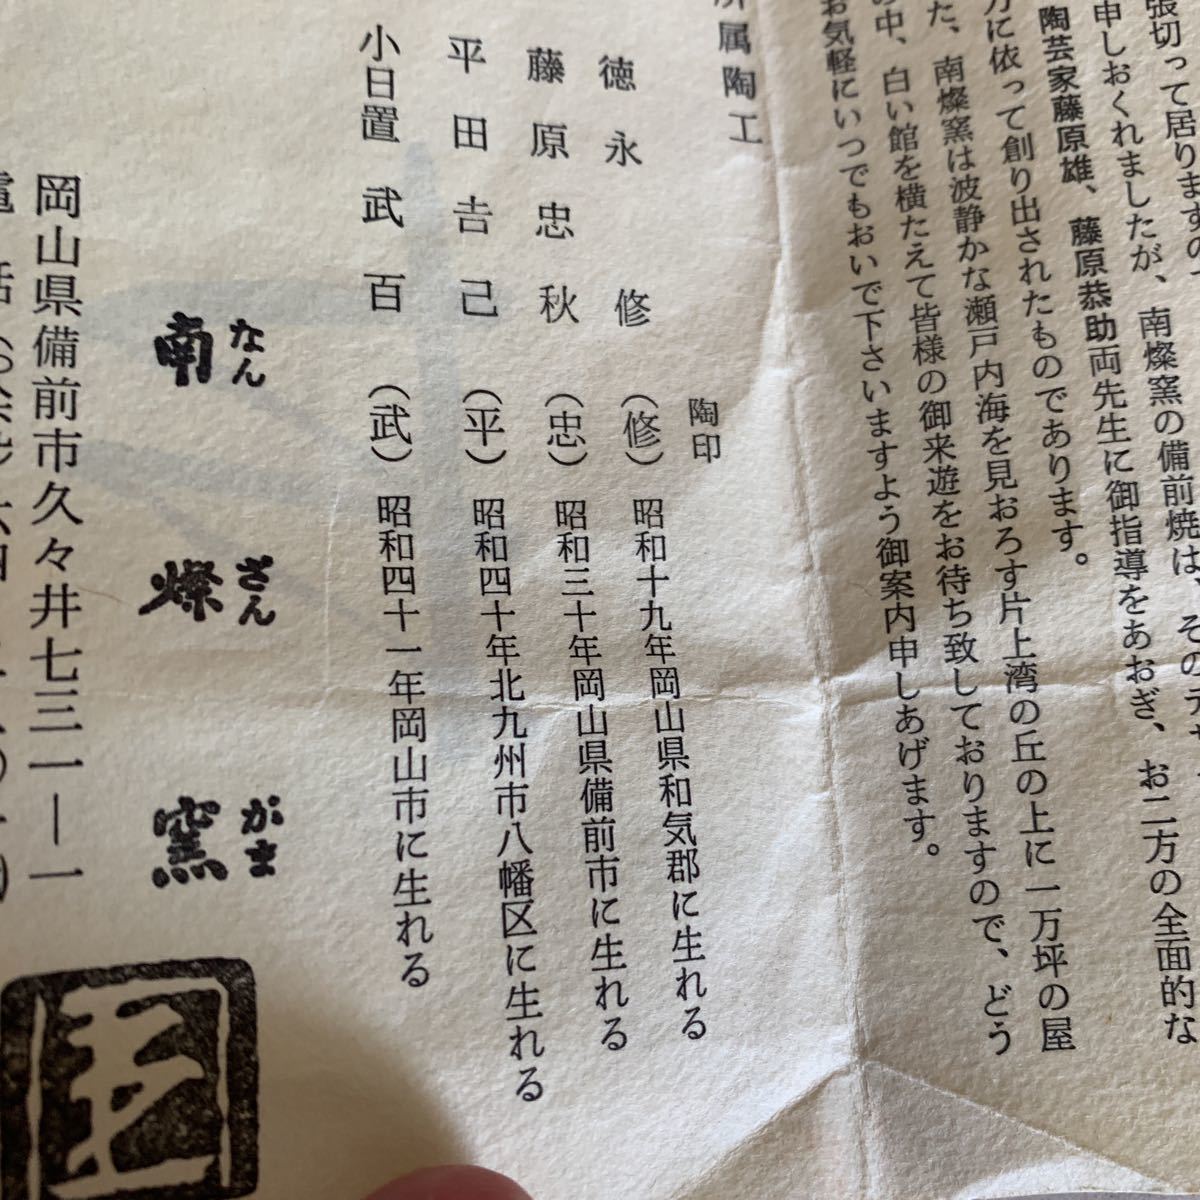 張切って居りますので
申しおくれましたが、南燦窯の備前焼は、その
陶芸家藤原雄、藤原恭助両先生に御指導をあおぎ、お二方の全面的な
に依って創り出されたものであります。
た、南燦窯は波静かな瀬戸内海を見おろす片上湾の丘の上に一万坪の屋
の中、白い館を横たえて皆様の御来遊をお待ち致しておりますので、どう
お気軽にいつでもおいで下さいますよう御案内申しあげます。
所属陶工
陶印
徳永修 (修) 昭和十九年岡山県和気郡に生れる
藤原忠秋 (忠) 昭和三十年岡山県備前市に生れる
平田吉己 (平) 昭和四十年北九州市八幡区に生れる
小日置武百 (武) 昭和四十一年岡山市に生れる
なんざんがま
南燦窯
岡山県備前市久々井七三一―一
電話